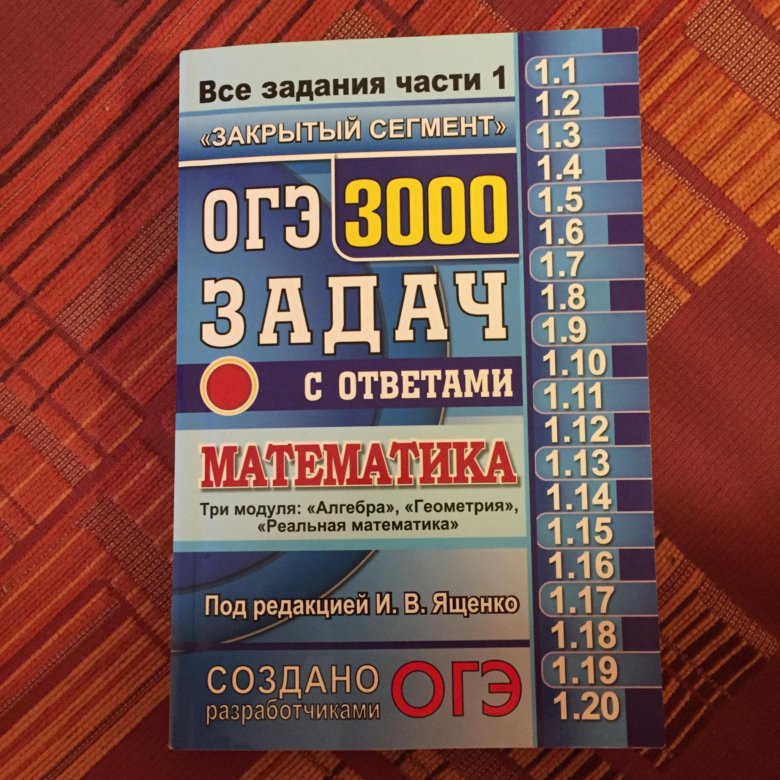 Все задания части 1
«ЗАКРЫТЫЙ СЕГМЕНТ»
ОГЭ 3000
ЗАДАЧ
С ОТВЕТАМИ
МАТЕМАТИКА
Три модуля: «Алгебра», «Геометрия»,
«Реальная математика»
Под редакцией И. В. Ященко
СОЗДАНО
разработчиками ОГЭ
1.1
1.2
1.3
1.4
1.5
1.6
1.7
1.8
1.9
1.10
1.11
1.12
1.13
1.14
1.15
1.16
1.17
1.18
1.19
1.20